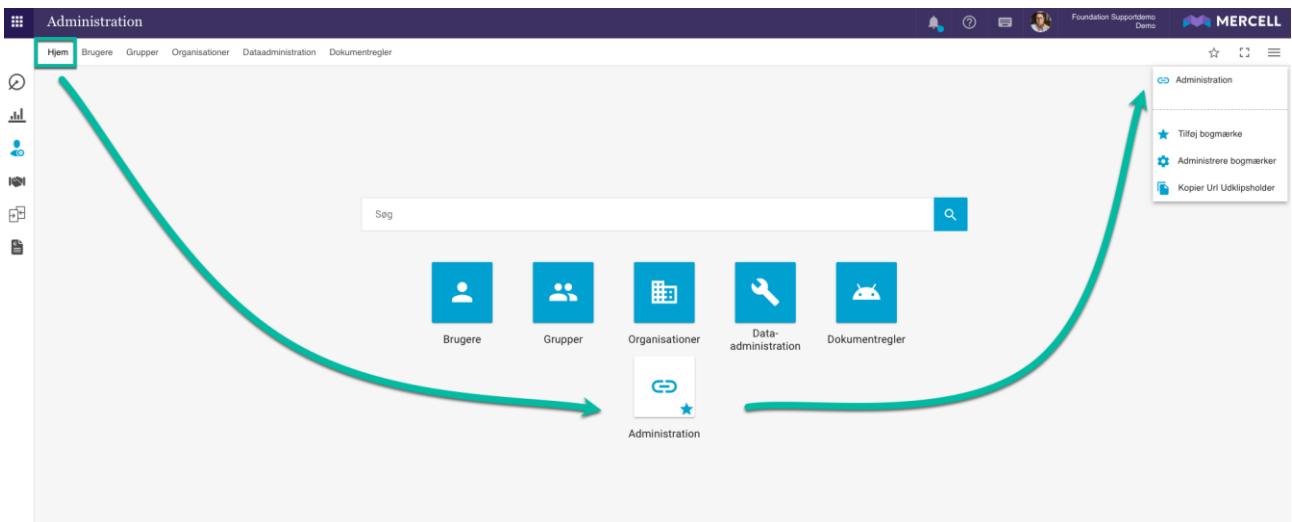 Administration
Foundation Supportdemo
Demo
MERCELL
Hjem Brugere Grupper Organisationer Dataadministration Dokumentregler
Administration
Tilføj bogmærke
Administrere bogmærker
Kopier Url Udklipsholder
Søg
Brugere Grupper Organisationer Data-
administration Dokumentregler
Administration